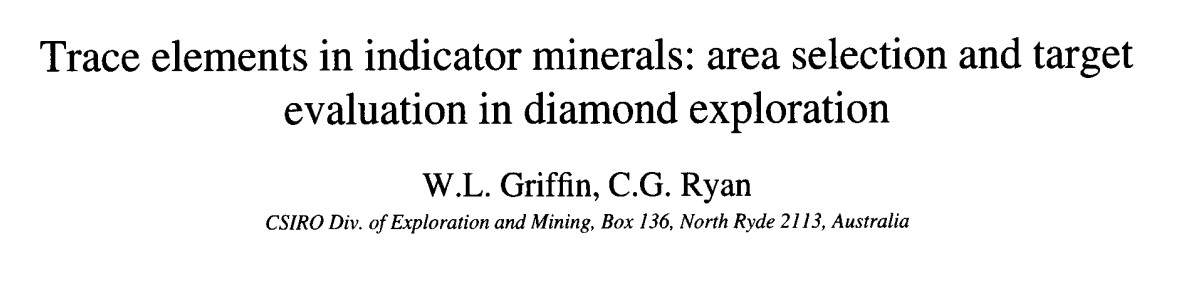 Trace elements in indicator minerals: area selection and target
evaluation in diamond exploration
W.L. Griffin, C.G. Ryan
CSIRO Div. of Exploration and Mining, Box 136, North Ryde 2113, Australia